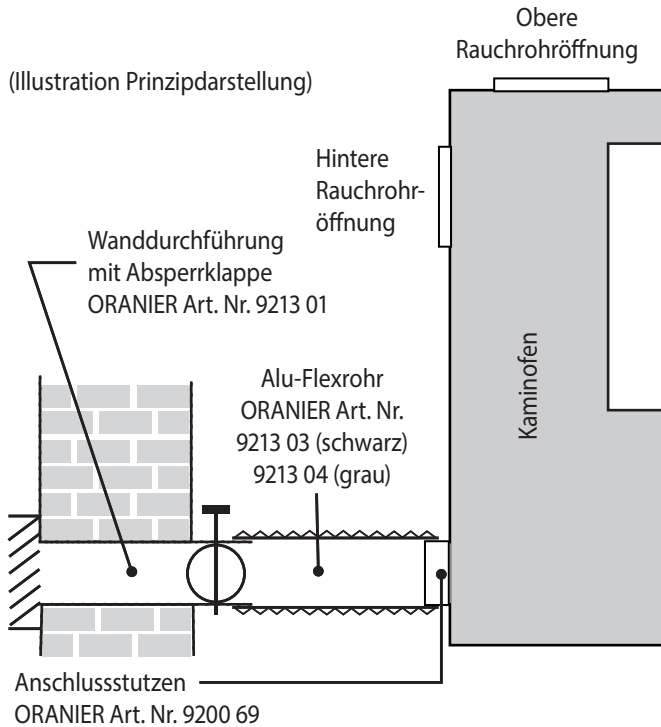 Obere
Rauchrohröffnung
(Illustration Prinzipdarstellung)
Hintere
Rauchrohr-
öffnung
Wanddurchführung
mit Absperrklappe
ORANIER Art. Nr. 9213 01
Kaminofen
Alu-Flexrohr
ORANIER Art. Nr.
9213 03 (schwarz)
9213 04 (grau)
Anschlussstutzen
ORANIER Art. Nr. 9200 69